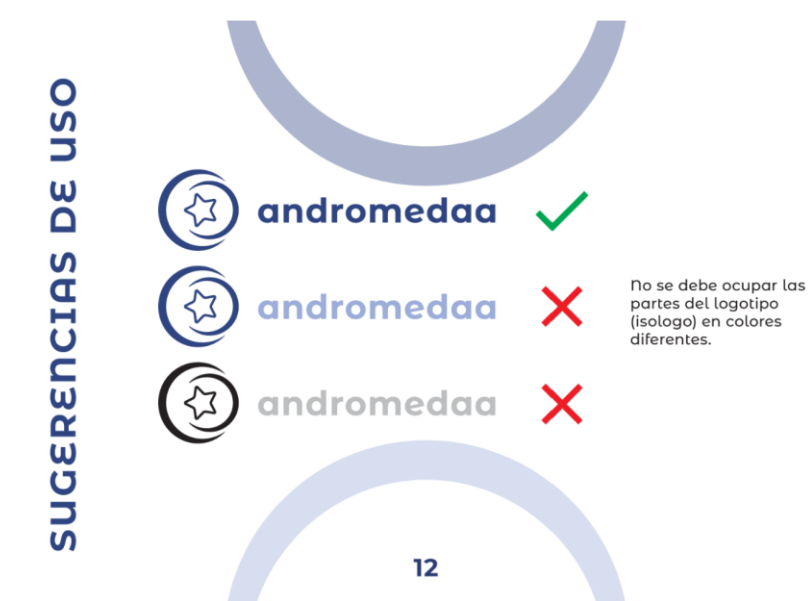 SUGERENCIAS DE USO
andromedaa
andromedaa
andromedaa
No se debe ocupar las
partes del logotipo
(isologo) en colores
diferentes.
12